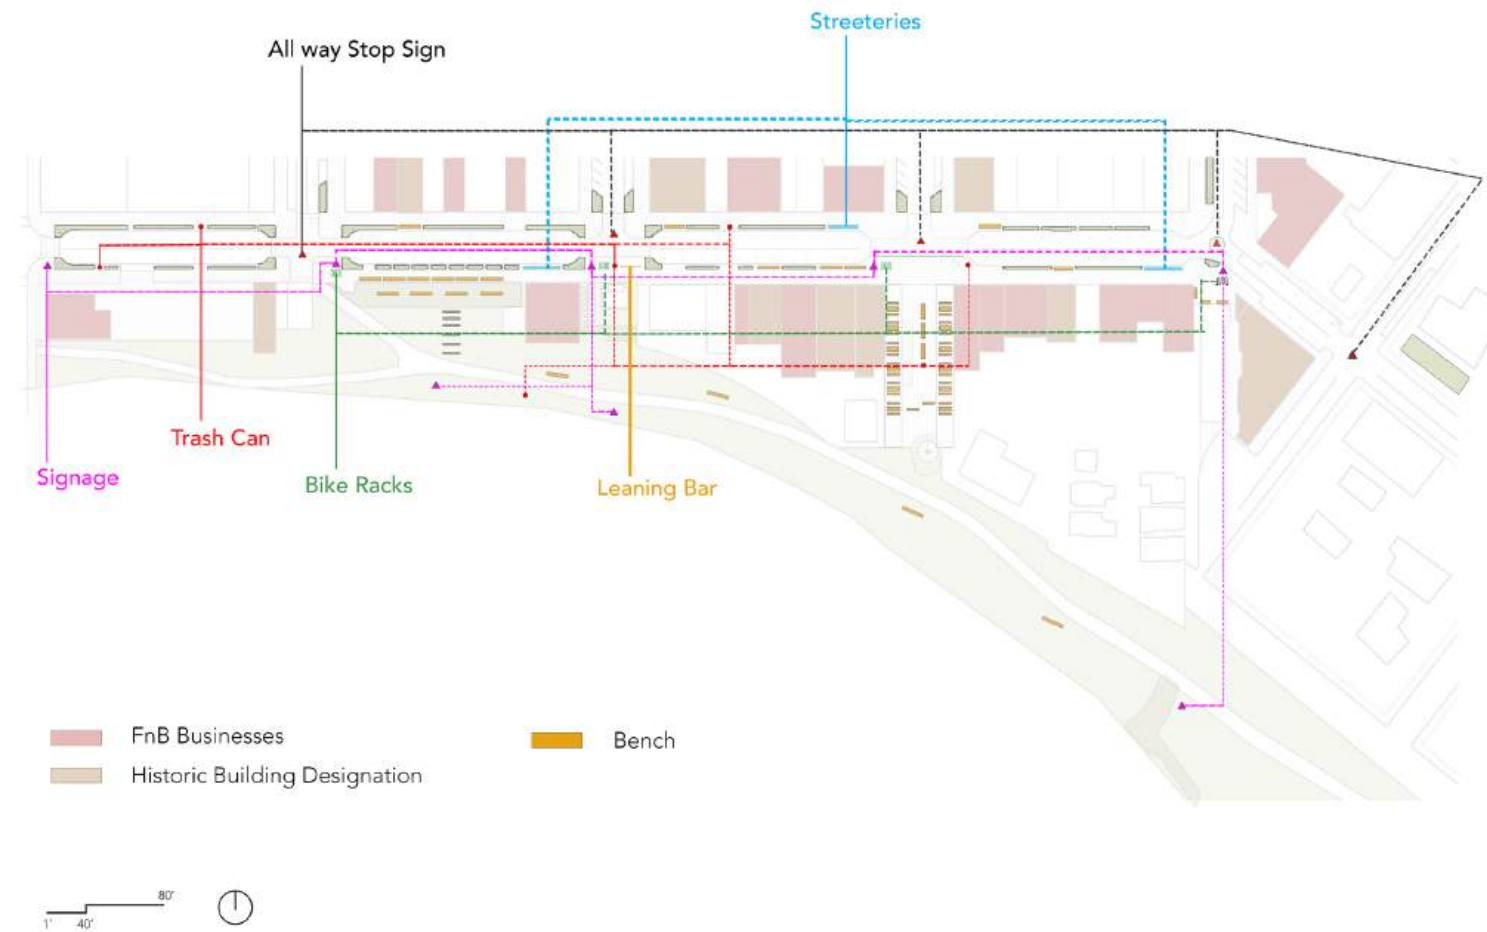 Streeteries
All way Stop Sign
Trash Can
Signage
Bike Racks
Leaning Bar
FnB Businesses
Bench
Historic Building Designation
80'
1' 40'